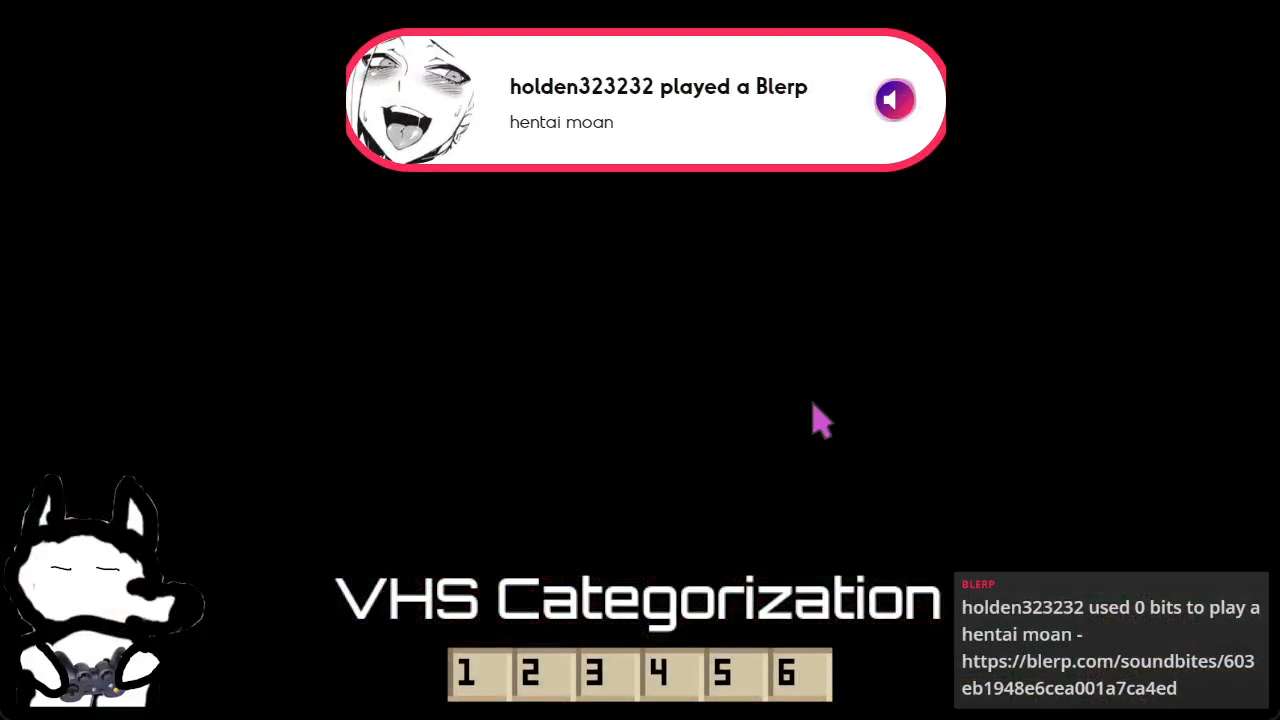 holden323232 played a Blerp
hentai moan
VHS Categorization
1 2 3 4 5 6
BLERP
holden323232 used 0 bits to play a
hentai moan -
https://blerp.com/soundbites/603
eb1948e6cea001a7ca4ed